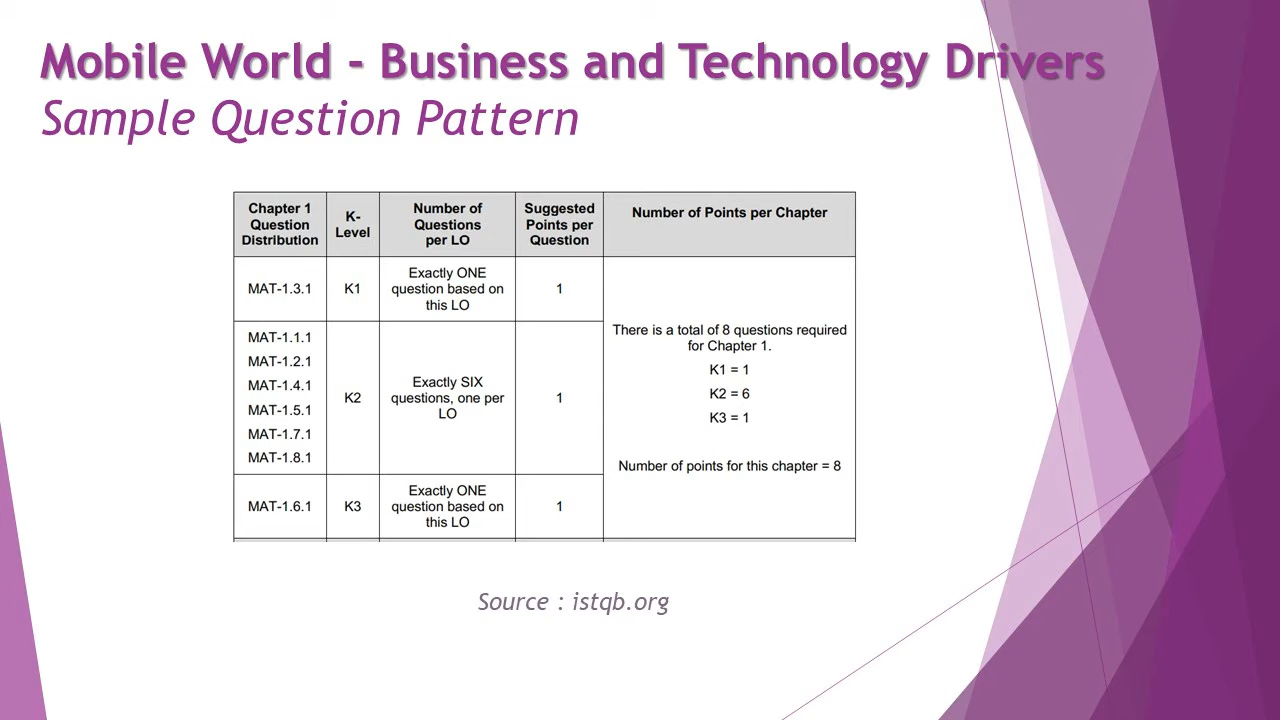 Mobile World - Business and Technology Drivers
Sample Question Pattern
Chapter 1
Question
Distribution
K-
Level
Number of
Questions
per LO
Suggested
Points per
Question
Number of Points per Chapter
MAT-1.3.1
K1
Exactly ONE
question based on
this LO
1
MAT-1.1.1
MAT-1.2.1
MAT-1.4.1
MAT-1.5.1
MAT-1.7.1
MAT-1.8.1
K2
Exactly SIX
questions, one per
LO
1
MAT-1.6.1
K3
Exactly ONE
question based on
this LO
1
There is a total of 8 questions required
for Chapter 1.
K1 = 1
K2 = 6
K3 = 1
Number of points for this chapter = 8
Source : istqb.org